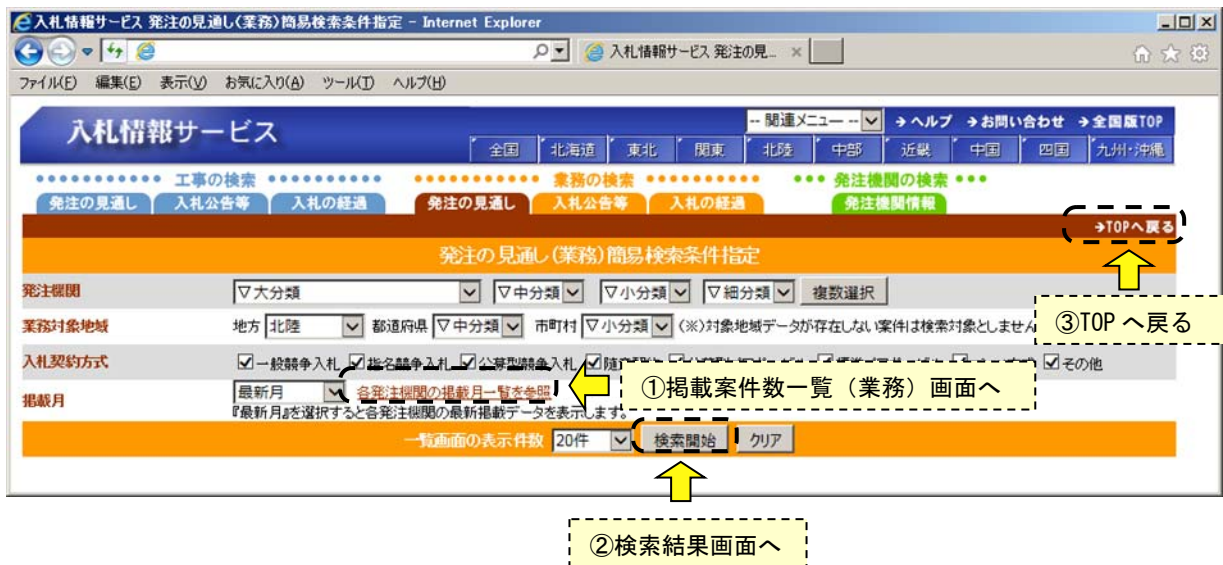 入札情報サービス 発注の見通し(業務)簡易検索条件指定 - Internet Explorer
入札情報サービス 発注の見...
ファイル(F) 編集(E) 表示(V) お気に入り(A) ツール(T) ヘルプ(H)
入札情報サービス
-- 関連メニュー -- →ヘルプ →お問い合わせ →全国版TOP
全国 北海道 東北 関東 北陸 中部 近畿 中国 四国 九州・沖縄
工事の検索 業務の検索 発注機関の検索
発注の見通し 入札公告等 入札の経過 発注の見通し 入札公告等 入札の経過 発注機関情報
→TOPへ戻る
発注の見通し(業務)簡易検索条件指定
発注機関 ▽大分類 ▽中分類 ▽小分類 ▽細分類 複数選択
③TOPへ戻る
業務対象地域 地方 北陸 都道府県 ▽中分類 市町村 ▽小分類 (※)対象地域データが存在しない案件は検索対象としません
入札契約方式 一般競争入札 指名競争入札 公募型競争入札 その他
①掲載案件数一覧(業務)画面へ
掲載月 最新月 各発注機関の掲載月一覧を参照
『最新月』を選択すると各発注機関の最新掲載データを表示します。
一覧画面の表示件数 20件 検索開始 クリア
②検索結果画面へ